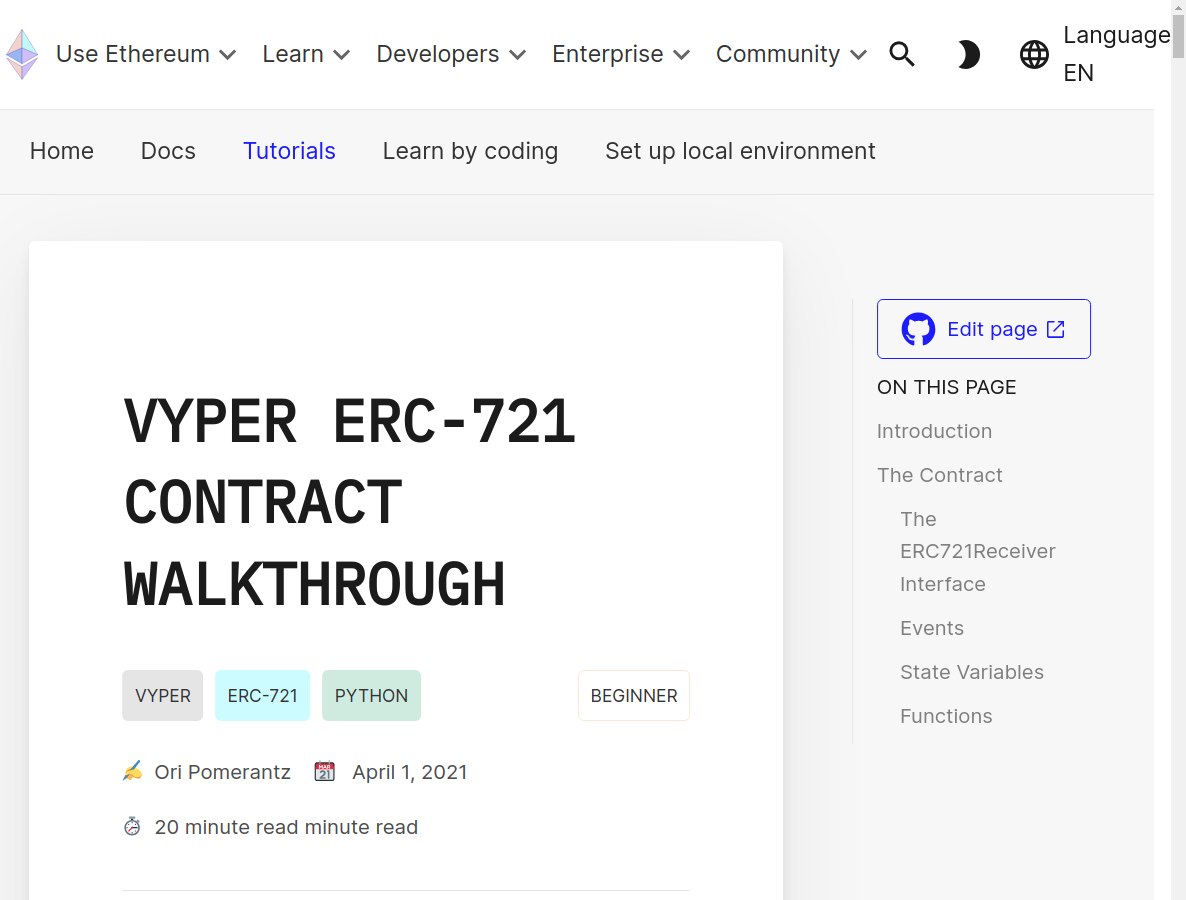 Use Ethereum Learn Developers Enterprise Community Language
EN
Home Docs Tutorials Learn by coding Set up local environment
VYPER ERC-721
CONTRACT
WALKTHROUGH
VYPER ERC-721 PYTHON BEGINNER
Ori Pomerantz April 1, 2021
20 minute read minute read
Edit page
ON THIS PAGE
Introduction
The Contract
The
ERC721Receiver
Interface
Events
State Variables
Functions